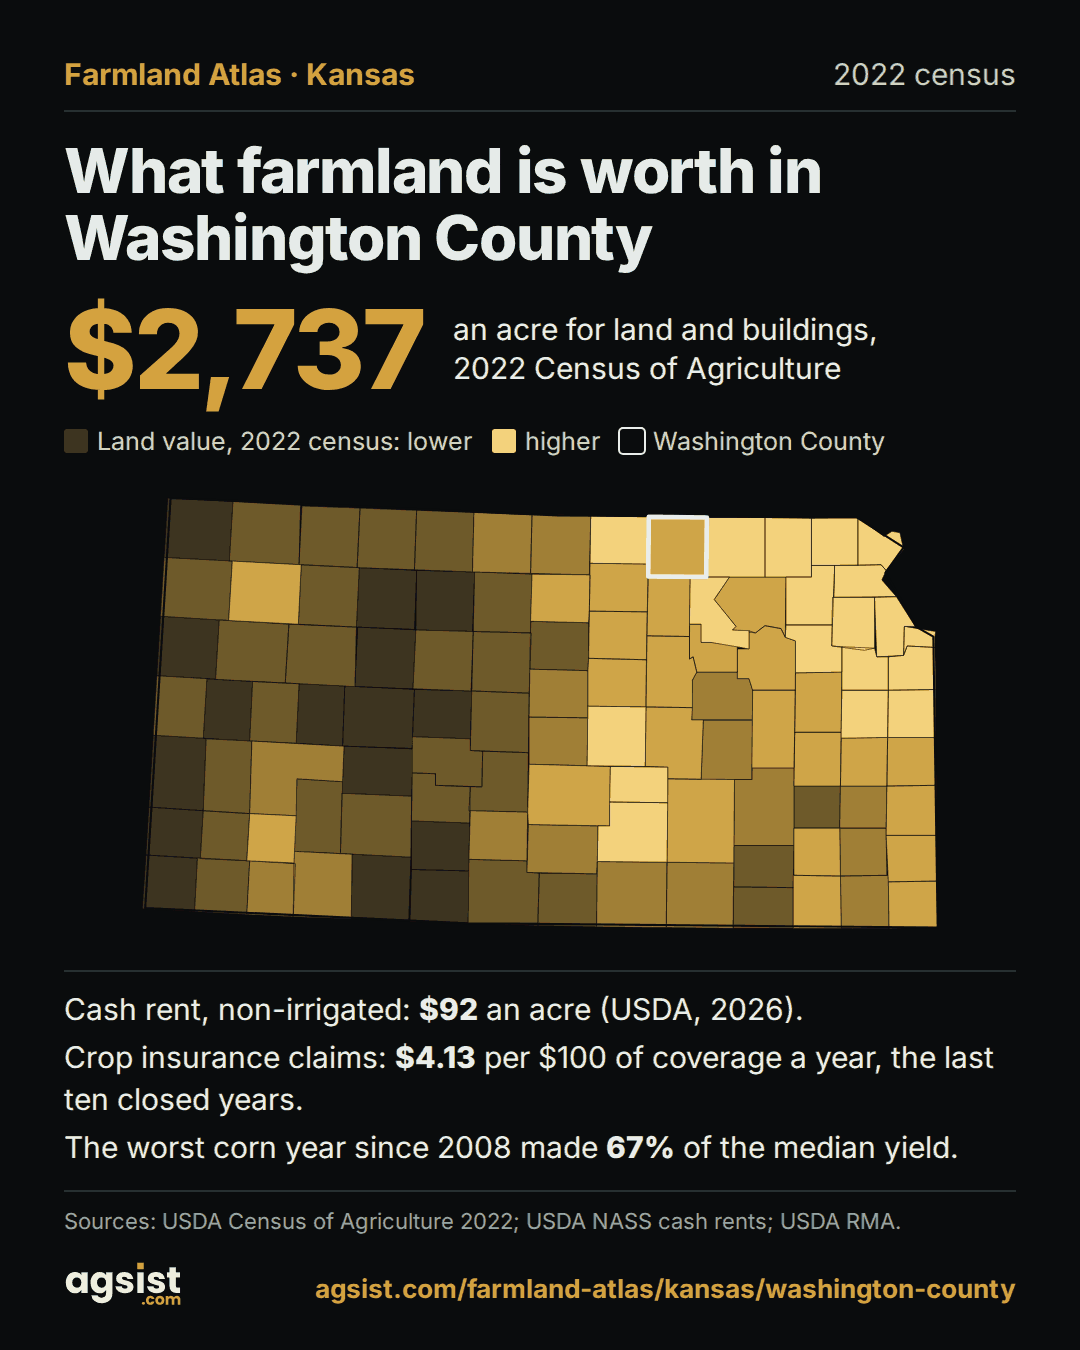 Farmland Atlas · Kansas
2022 census
What farmland is worth in
Washington County
$2,737
an acre for land and buildings,
2022 Census of Agriculture
Land value, 2022 census: lower
higher
Washington County
Cash rent, non-irrigated: $92 an acre (USDA, 2026).
Crop insurance claims: $4.13 per $100 of coverage a year, the last
ten closed years.
The worst corn year since 2008 made 67% of the median yield.
Sources: USDA Census of Agriculture 2022; USDA NASS cash rents; USDA RMA.
agsist
.com
agsist.com/farmland-atlas/kansas/washington-county